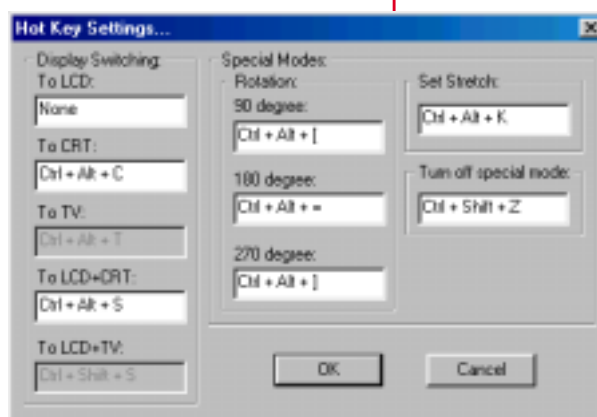 Hot Key Settings...
Display Switching:
To LCD:
None
To CRT:
Ctrl + Alt + C
To TV:
Ctrl + Alt + T
To LCD+CRT:
Ctrl + Alt + S
To LCD+TV:
Ctrl + Shift + S
Special Modes:
Rotation:
90 degree:
Ctrl + Alt + [
180 degree:
Ctrl + Alt + =
270 degree:
Ctrl + Alt + ]
Set Stretch:
Ctrl + Alt + K
Turn off special mode:
Ctrl + Shift + Z
OK
Cancel